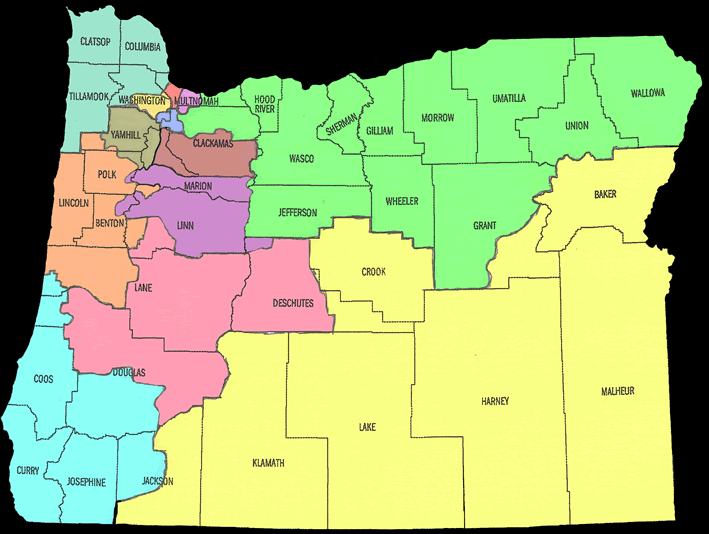 CLATSOP
COLUMBIA
TILLAMOOK
WASHINGTON
MULTNOMAH
HOOD
RIVER
SHERMAN
GILLIAM
MORROW
UMATILLA
UNION
WALLOWA
YAMHILL
CLACKAMAS
WASCO
POLK
MARION
WHEELER
BAKER
LINCOLN
BENTON
LINN
JEFFERSON
GRANT
CROOK
LANE
DESCHUTES
COOS
DOUGLAS
HARNEY
MALHEUR
LAKE
KLAMATH
CURRY
JOSEPHINE
JACKSON